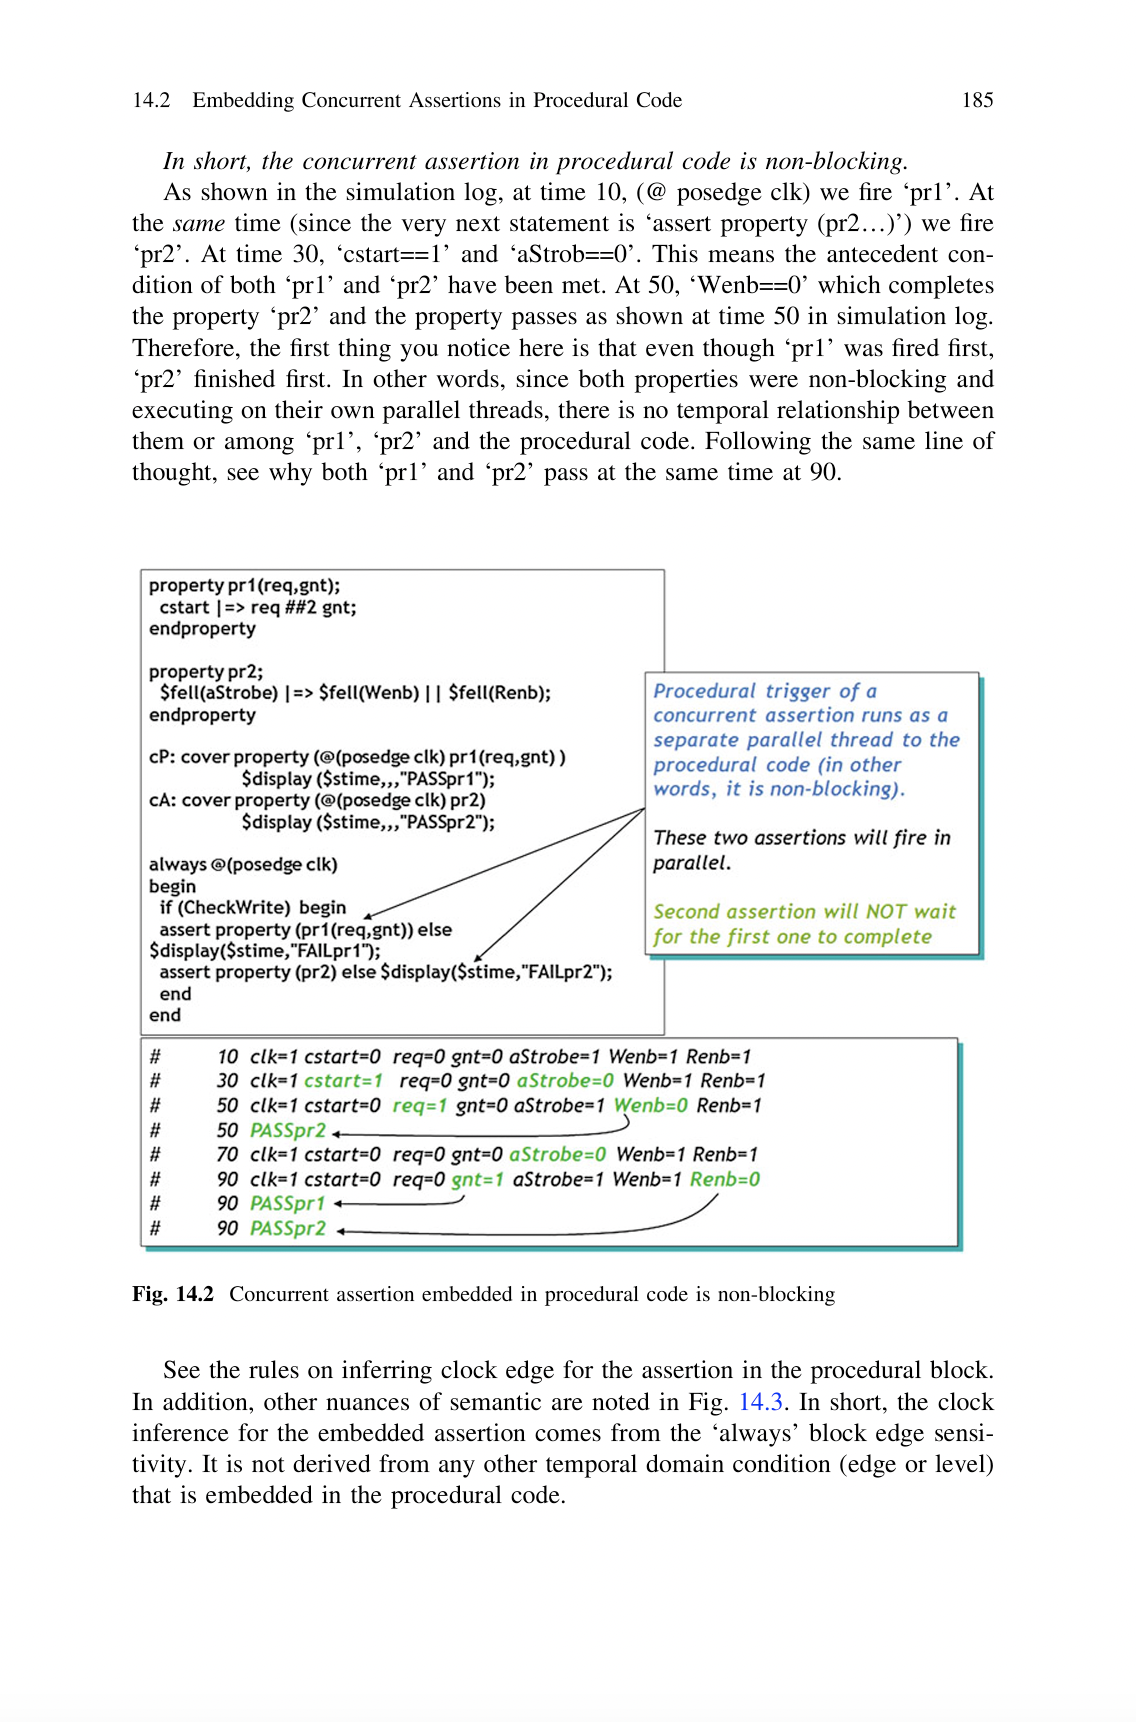 14.2 Embedding Concurrent Assertions in Procedural Code 185
In short, the concurrent assertion in procedural code is non-blocking.
As shown in the simulation log, at time 10, (@ posedge clk) we fire ‘pr1’. At
the same time (since the very next statement is ‘assert property (pr2…)’) we fire
‘pr2’. At time 30, ‘cstart==1’ and ‘aStrob==0’. This means the antecedent con-
dition of both ‘pr1’ and ‘pr2’ have been met. At 50, ‘Wenb==0’ which completes
the property ‘pr2’ and the property passes as shown at time 50 in simulation log.
Therefore, the first thing you notice here is that even though ‘pr1’ was fired first,
‘pr2’ finished first. In other words, since both properties were non-blocking and
executing on their own parallel threads, there is no temporal relationship between
them or among ‘pr1’, ‘pr2’ and the procedural code. Following the same line of
thought, see why both ‘pr1’ and ‘pr2’ pass at the same time at 90.
property pr1(req,gnt);
cstart |=> req ##2 gnt;
endproperty
property pr2;
$fell(aStrobe) |=> $fell(Wenb) || $fell(Renb);
endproperty
cP: cover property (@(posedge clk) pr1(req,gnt) )
$display ($stime,,,"PASSpr1");
cA: cover property (@(posedge clk) pr2)
$display ($stime,,,"PASSpr2");
always @(posedge clk)
begin
if (CheckWrite) begin
assert property (pr1(req,gnt)) else
$display($stime,"FAILpr1");
assert property (pr2) else $display($stime,"FAILpr2");
end
end
Procedural trigger of a
concurrent assertion runs as a
separate parallel thread to the
procedural code (in other
words, it is non-blocking).
These two assertions will fire in
parallel.
Second assertion will NOT wait
for the first one to complete
# 10 clk=1 cstart=0 req=0 gnt=0 aStrobe=1 Wenb=1 Renb=1
# 30 clk=1 cstart=1 req=0 gnt=0 aStrobe=0 Wenb=1 Renb=1
# 50 clk=1 cstart=0 req=1 gnt=0 aStrobe=1 Wenb=0 Renb=1
# 50 PASSpr2
# 70 clk=1 cstart=0 req=0 gnt=0 aStrobe=0 Wenb=1 Renb=1
# 90 clk=1 cstart=0 req=0 gnt=1 aStrobe=1 Wenb=1 Renb=0
# 90 PASSpr1
# 90 PASSpr2
Fig. 14.2 Concurrent assertion embedded in procedural code is non-blocking
See the rules on inferring clock edge for the assertion in the procedural block.
In addition, other nuances of semantic are noted in Fig. 14.3. In short, the clock
inference for the embedded assertion comes from the ‘always’ block edge sensi-
tivity. It is not derived from any other temporal domain condition (edge or level)
that is embedded in the procedural code.